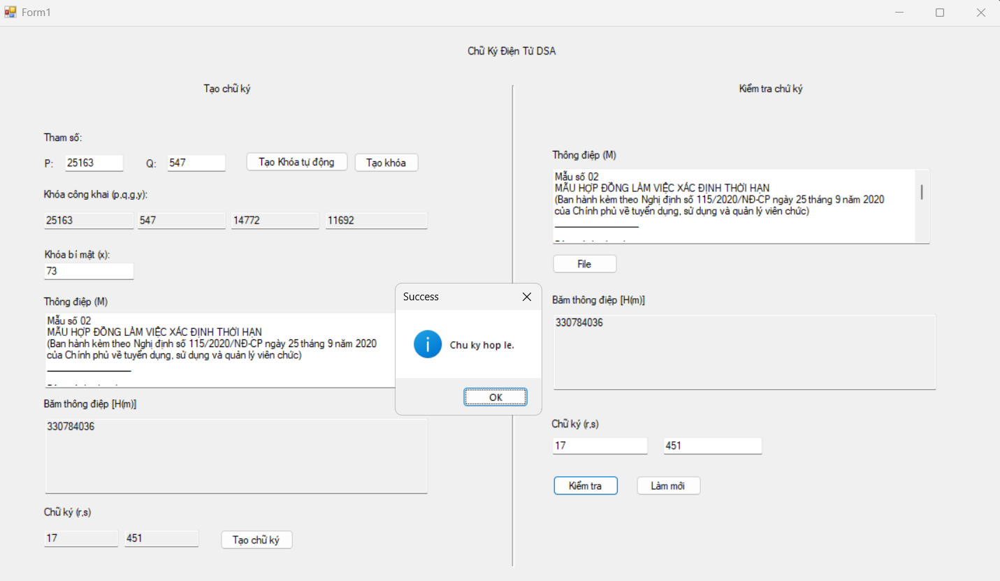 Form1
Chữ Ký Điện Tử DSA
Tạo chữ ký
Tham số:
P: 25163 Q: 547 Tạo Khóa tự động Tạo khóa
Khóa công khai (p,q,g,y):
25163 547 14772 11692
Khóa bí mật (x):
73
Thông điệp (M)
Mẫu số 02
MẪU HỢP ĐỒNG LÀM VIỆC XÁC ĐỊNH THỜI HẠN
(Ban hành kèm theo Nghị định số 115/2020/NĐ-CP ngày 25 tháng 9 năm 2020
của Chính phủ về tuyển dụng, sử dụng và quản lý viên chức)
Băm thông điệp [H(m)]
330784036
Chữ ký (r,s)
17 451 Tạo chữ ký
Success
Chu ky hop le.
OK
Kiểm tra chứ ký
Thông điệp (M)
Mẫu số 02
MẪU HỢP ĐỒNG LÀM VIỆC XÁC ĐỊNH THỜI HẠN
(Ban hành kèm theo Nghị định số 115/2020/NĐ-CP ngày 25 tháng 9 năm 2020
của Chính phủ về tuyển dụng, sử dụng và quản lý viên chức)
File
Băm thông điệp [H(m)]
330784036
Chữ ký (r,s)
17 451
Kiểm tra Làm mới